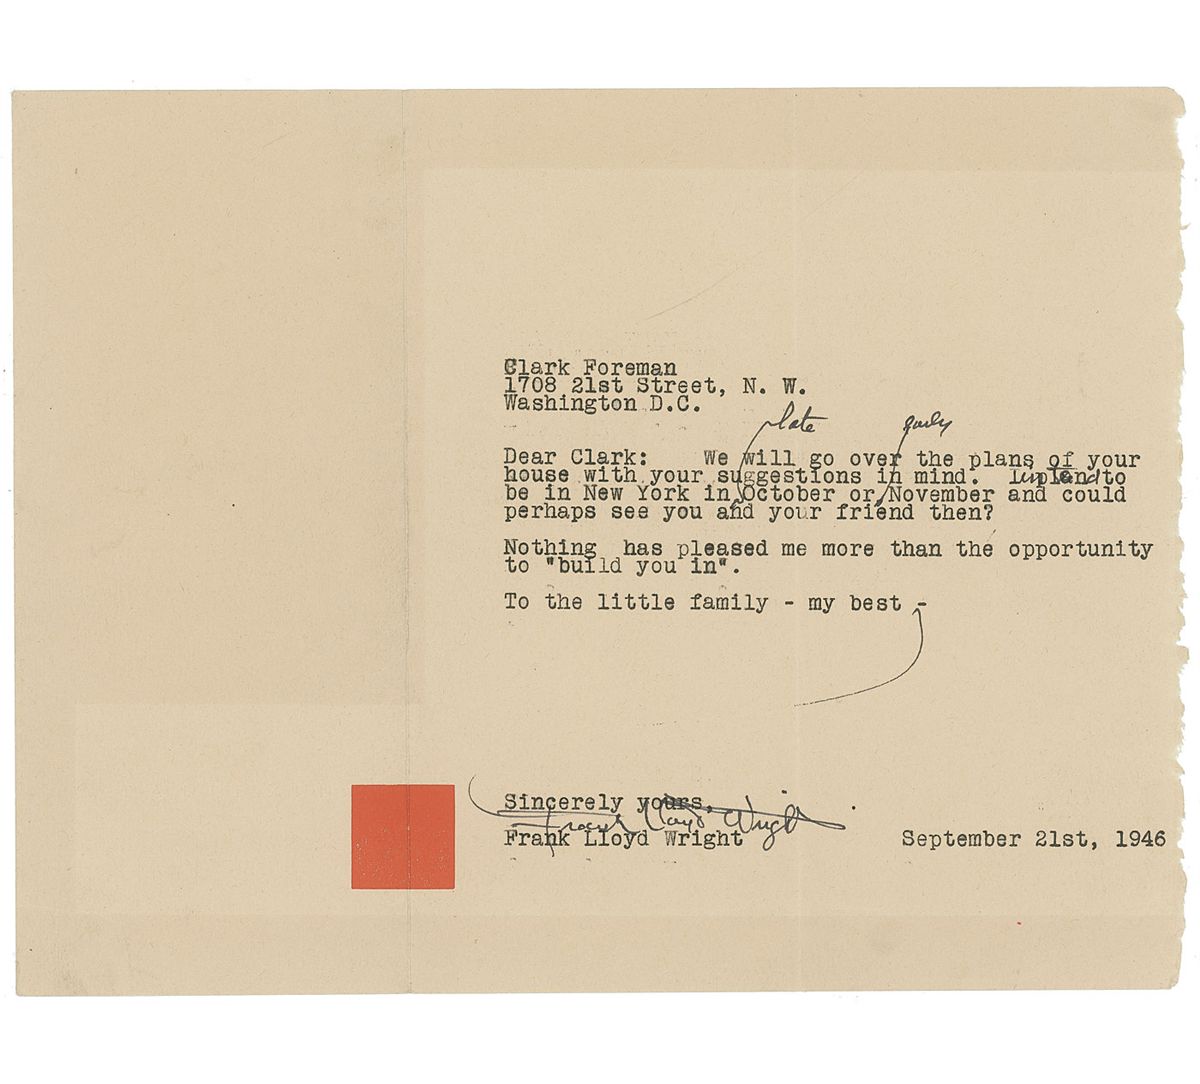 Clark Foreman
1708 21st Street, N. W.
Washington D.C.
late early
Dear Clark: We will go over the plans of your
house with your suggestions in mind. to
be in New York in October or November and could
perhaps see you and your friend then?
Nothing has pleased me more than the opportunity
to "build you in".
To the little family - my best -
Sincerely yours,
Frank Lloyd Wright
Frank Lloyd Wright September 21st, 1946